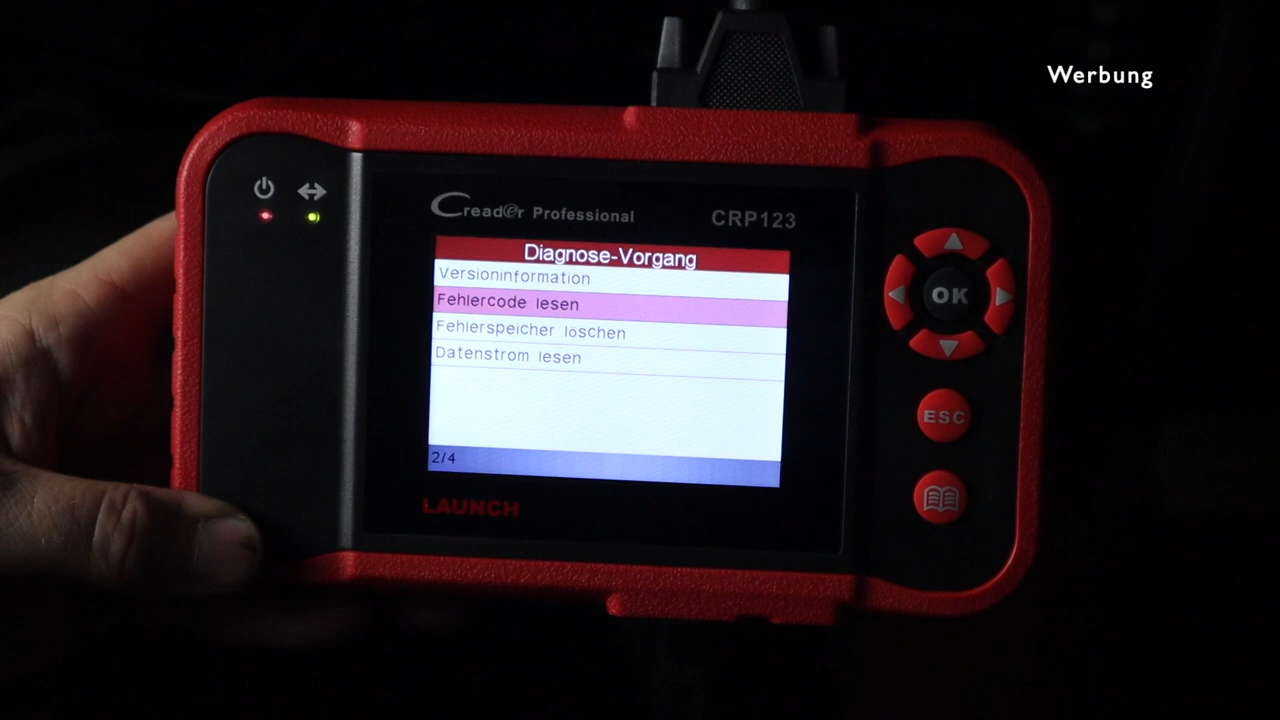 Werbung
Creader Professional CRP123
Diagnose-Vorgang
Versioninformation
Fehlercode lesen
Fehlerspeicher löschen
Datenstrom lesen
2/4
LAUNCH
OK
ESC